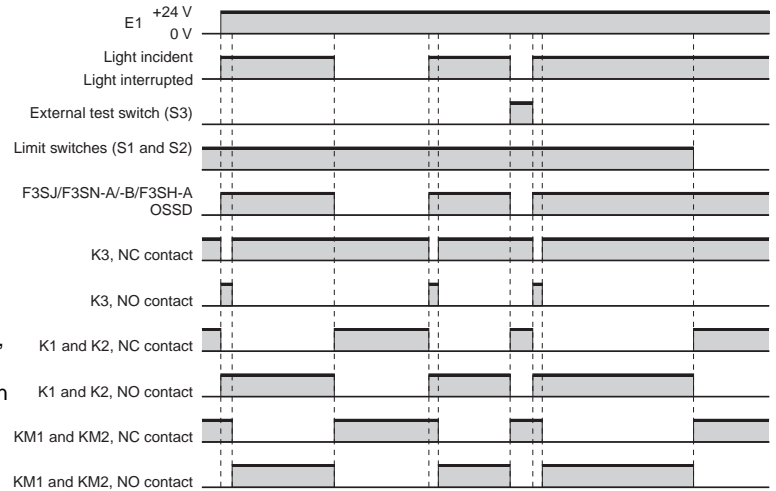 E1 +24 V
0 V
Light incident
Light interrupted
External test switch (S3)
Limit switches (S1 and S2)
F3SJ/F3SN-A/-B/F3SH-A
OSSD
K3, NC contact
K3, NO contact
,
K1 and K2, NC contact
K1 and K2, NO contact
KM1 and KM2, NC contact
KM1 and KM2, NO contact